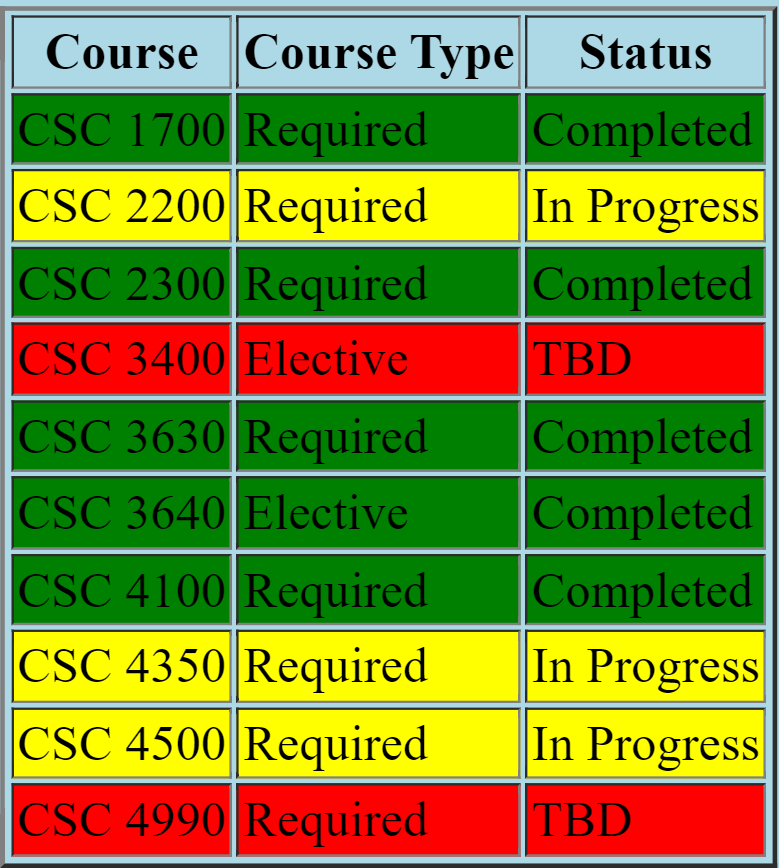 Course Course Type Status
CSC 1700 Required Completed
CSC 2200 Required In Progress
CSC 2300 Required Completed
CSC 3400 Elective TBD
CSC 3630 Required Completed
CSC 3640 Elective Completed
CSC 4100 Required Completed
CSC 4350 Required In Progress
CSC 4500 Required In Progress
CSC 4990 Required TBD